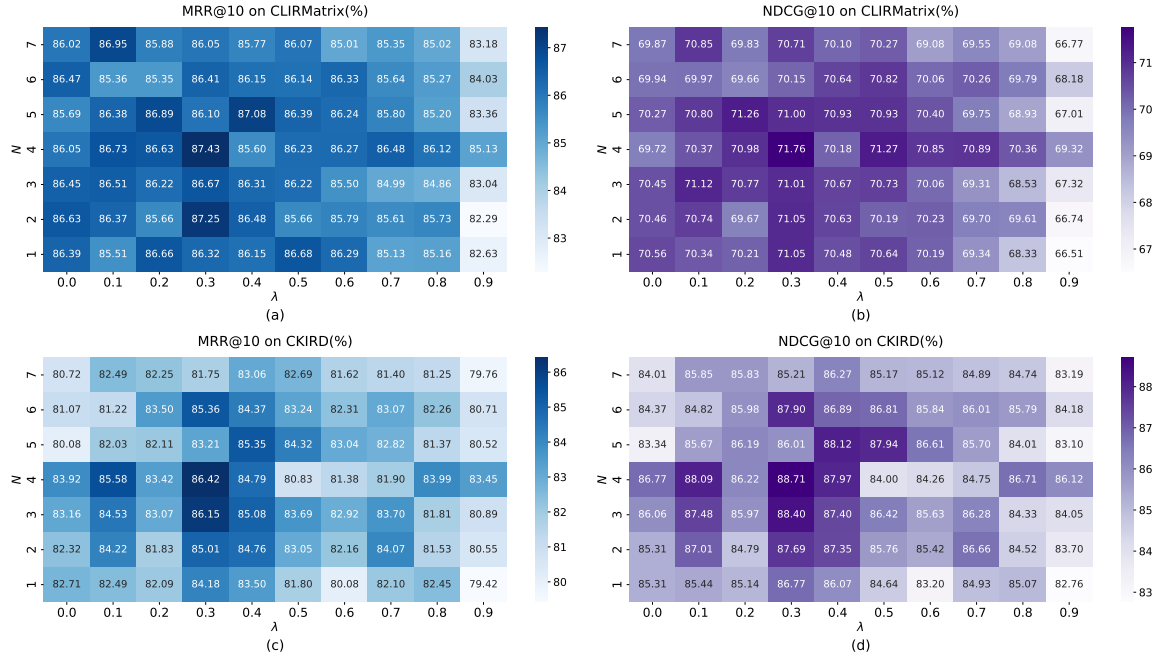 MRR@10 on CLIRMatrix(%)
7 86.02 86.95 85.88 86.05 85.77 86.07 85.01 85.35 85.02 83.18
6 86.47 85.36 85.35 86.41 86.15 86.14 86.33 85.64 85.27 84.03
5 85.69 86.38 86.89 86.10 87.08 86.39 86.24 85.80 85.20 83.36
N 4 86.05 86.73 86.63 87.43 85.60 86.23 86.27 86.48 86.12 85.13
3 86.45 86.51 86.22 86.67 86.31 86.22 85.50 84.99 84.86 83.04
2 86.63 86.37 85.66 87.25 86.48 85.66 85.79 85.61 85.73 82.29
1 86.39 85.51 86.66 86.32 86.15 86.68 86.29 85.13 85.16 82.63
0.0 0.1 0.2 0.3 0.4 0.5 0.6 0.7 0.8 0.9
λ
(a)
87
86
85
84
83
NDCG@10 on CLIRMatrix(%)
7 69.87 70.85 69.83 70.71 70.10 70.27 69.08 69.55 69.08 66.77
6 69.94 69.97 69.66 70.15 70.64 70.82 70.06 70.26 69.79 68.18
5 70.27 70.80 71.26 71.00 70.93 70.93 70.40 69.75 68.93 67.01
N 4 69.72 70.37 70.98 71.76 70.18 71.27 70.85 70.89 70.36 69.32
3 70.45 71.12 70.77 71.01 70.67 70.73 70.06 69.31 68.53 67.32
2 70.46 70.74 69.67 71.05 70.63 70.19 70.23 69.70 69.61 66.74
1 70.56 70.34 70.21 71.05 70.48 70.64 70.19 69.34 68.33 66.51
0.0 0.1 0.2 0.3 0.4 0.5 0.6 0.7 0.8 0.9
λ
(b)
71
70
69
68
67
MRR@10 on CKIRD(%)
7 80.72 82.49 82.25 81.75 83.06 82.69 81.62 81.40 81.25 79.76
6 81.07 81.22 83.50 85.36 84.37 83.24 82.31 83.07 82.26 80.71
5 80.08 82.03 82.11 83.21 85.35 84.32 83.04 82.82 81.37 80.52
N 4 83.92 85.58 83.42 86.42 84.79 80.83 81.38 81.90 83.99 83.45
3 83.16 84.53 83.07 86.15 85.08 83.69 82.92 83.70 81.81 80.89
2 82.32 84.22 81.83 85.01 84.76 83.05 82.16 84.07 81.53 80.55
1 82.71 82.49 82.09 84.18 83.50 81.80 80.08 82.10 82.45 79.42
0.0 0.1 0.2 0.3 0.4 0.5 0.6 0.7 0.8 0.9
λ
(c)
86
85
84
83
82
81
80
NDCG@10 on CKIRD(%)
7 84.01 85.85 85.83 85.21 86.27 85.17 85.12 84.89 84.74 83.19
6 84.37 84.82 85.98 87.90 86.89 86.81 85.84 86.01 85.79 84.18
5 83.34 85.67 86.19 86.01 88.12 87.94 86.61 85.70 84.01 83.10
N 4 86.77 88.09 86.22 88.71 87.97 84.00 84.26 84.75 86.71 86.12
3 86.06 87.48 85.97 88.40 87.40 86.42 85.63 86.28 84.33 84.05
2 85.31 87.01 84.79 87.69 87.35 85.76 85.42 86.66 84.52 83.70
1 85.31 85.44 85.14 86.77 86.07 84.64 83.20 84.93 85.07 82.76
0.0 0.1 0.2 0.3 0.4 0.5 0.6 0.7 0.8 0.9
λ
(d)
88
87
86
85
84
83